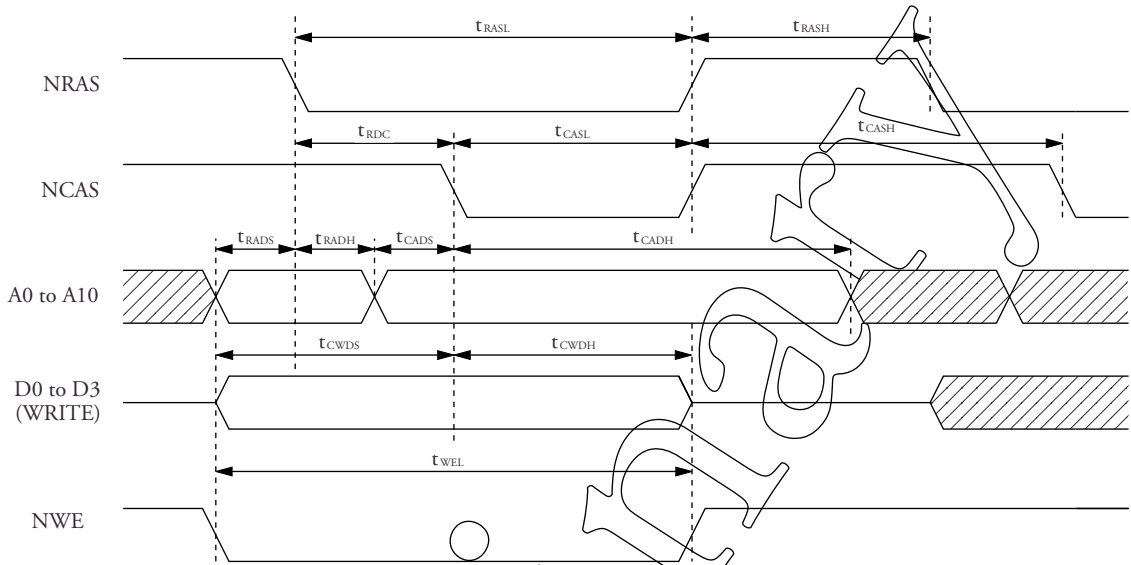 tRASL tRASH
NRAS
tRDC tCASL tCASH
NCAS
tRADS tRADH tCADS tCADH
A0 to A10
tCWDS tCWDH
D0 to D3
(WRITE)
tWEL
NWE